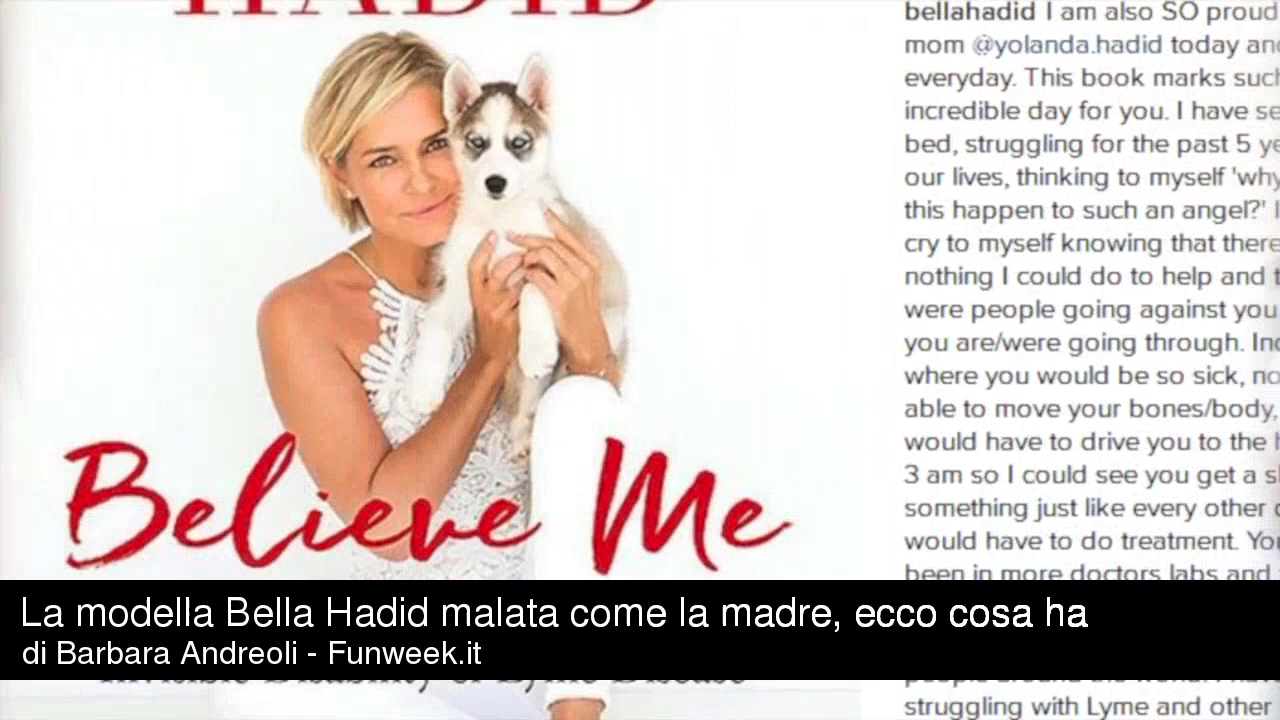 HADID
Believe Me
bellahadid I am also SO proud
mom @yolanda.hadid today
everyday. This book marks
incredible day for you. I have
bed, struggling for the past 5
our lives, thinking to myself 'why
this happen to such an angel?'
cry to myself knowing that there
nothing I could do to help and
were people going against you
you are/were going through.
where you would be so sick,
able to move your bones/body,
would have to drive you to the
3 am so I could see you get a
something just like every other
would have to do treatment.
been in more doctors labs and
La modella Bella Hadid malata come la madre, ecco cosa ha
di Barbara Andreoli - Funweek.it
struggling with Lyme and other